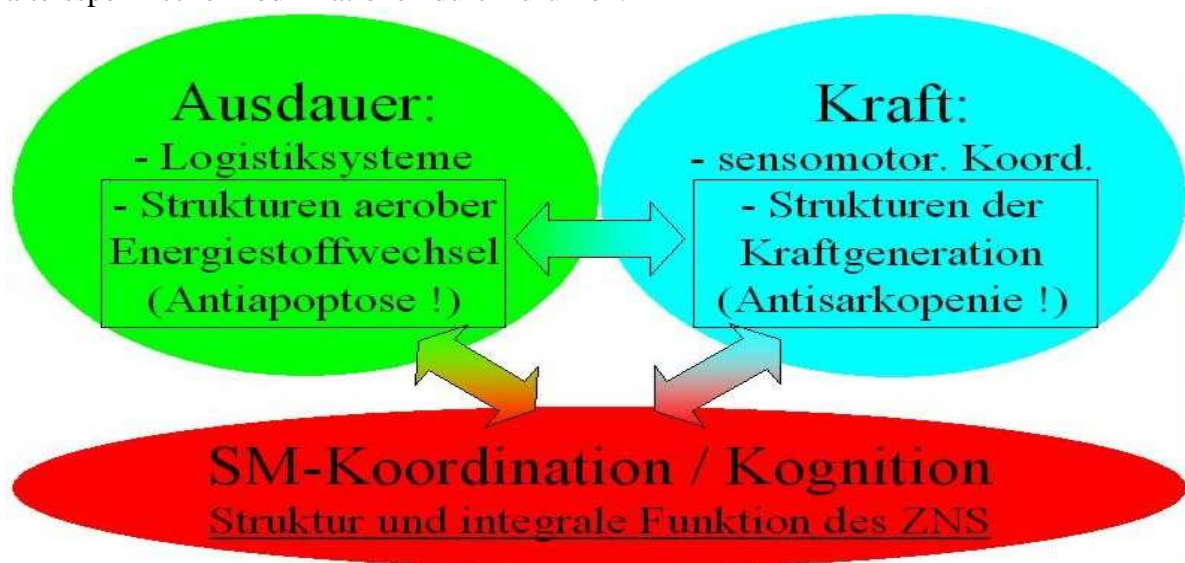 Ausdauer:
- Logistiksysteme
- Strukturen aerober
Energiestoffwechsel
(Antiapoptose !)
Kraft:
- sensomotor. Koord.
- Strukturen der
Kraftgeneration
(Antisarkopenie !)
SM-Koordination / Kognition
Struktur und integrale Funktion des ZNS